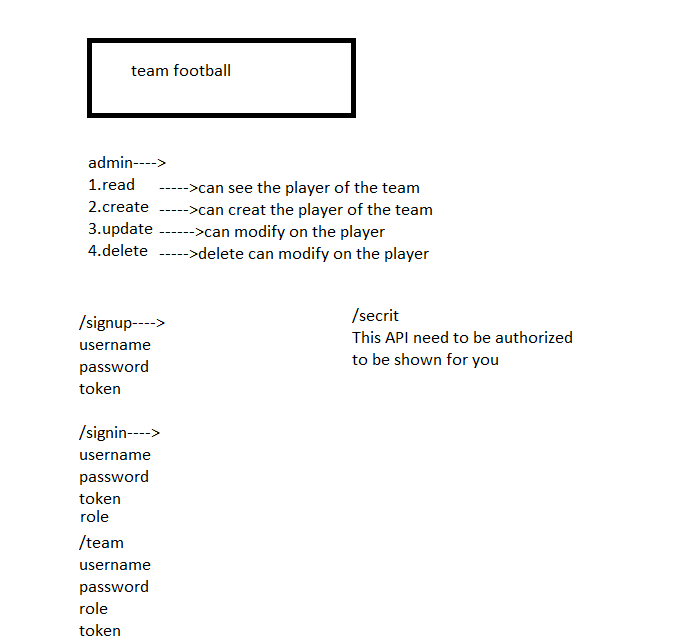 team football
admin---->
1.read ----->can see the player of the team
2.create ----->can creat the player of the team
3.update ------>can modify on the player
4.delete ----->delete can modify on the player
/signup---->
username
password
token
/secrit
This API need to be authorized
to be shown for you
/signin---->
username
password
token
role
/team
username
password
role
token